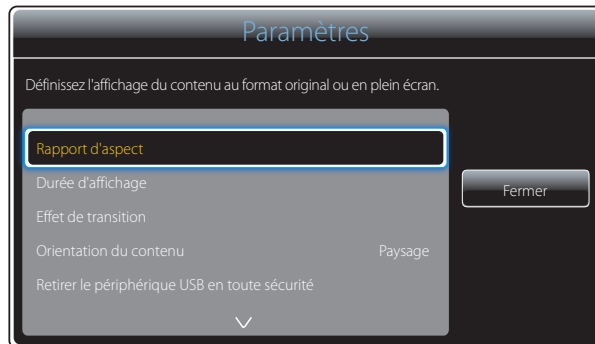 Paramètres
Définissez l'affichage du contenu au format original ou en plein écran.
Rapport d'aspect
Durée d'affichage
Fermer
Effet de transition
Orientation du contenu Paysage
Retirer le périphérique USB en toute sécurité